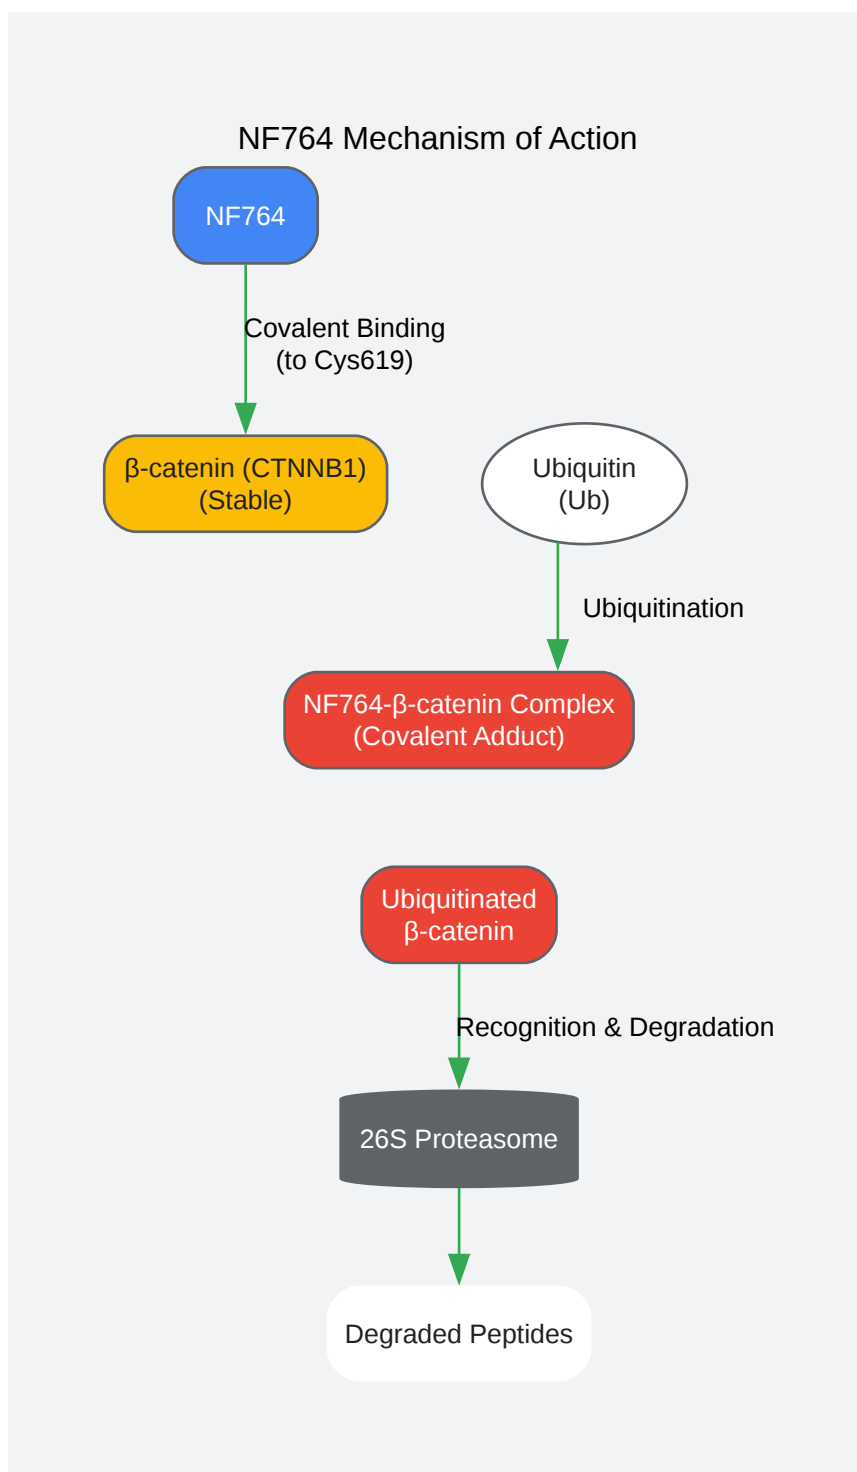 NF764 Mechanism of Action
NF764
Covalent Binding
(to Cys619)
β-catenin (CTNNB1)
(Stable)
Ubiquitin
(Ub)
Ubiquitination
NF764-β-catenin Complex
(Covalent Adduct)
Ubiquitinated
β-catenin
Recognition & Degradation
26S Proteasome
Degraded Peptides